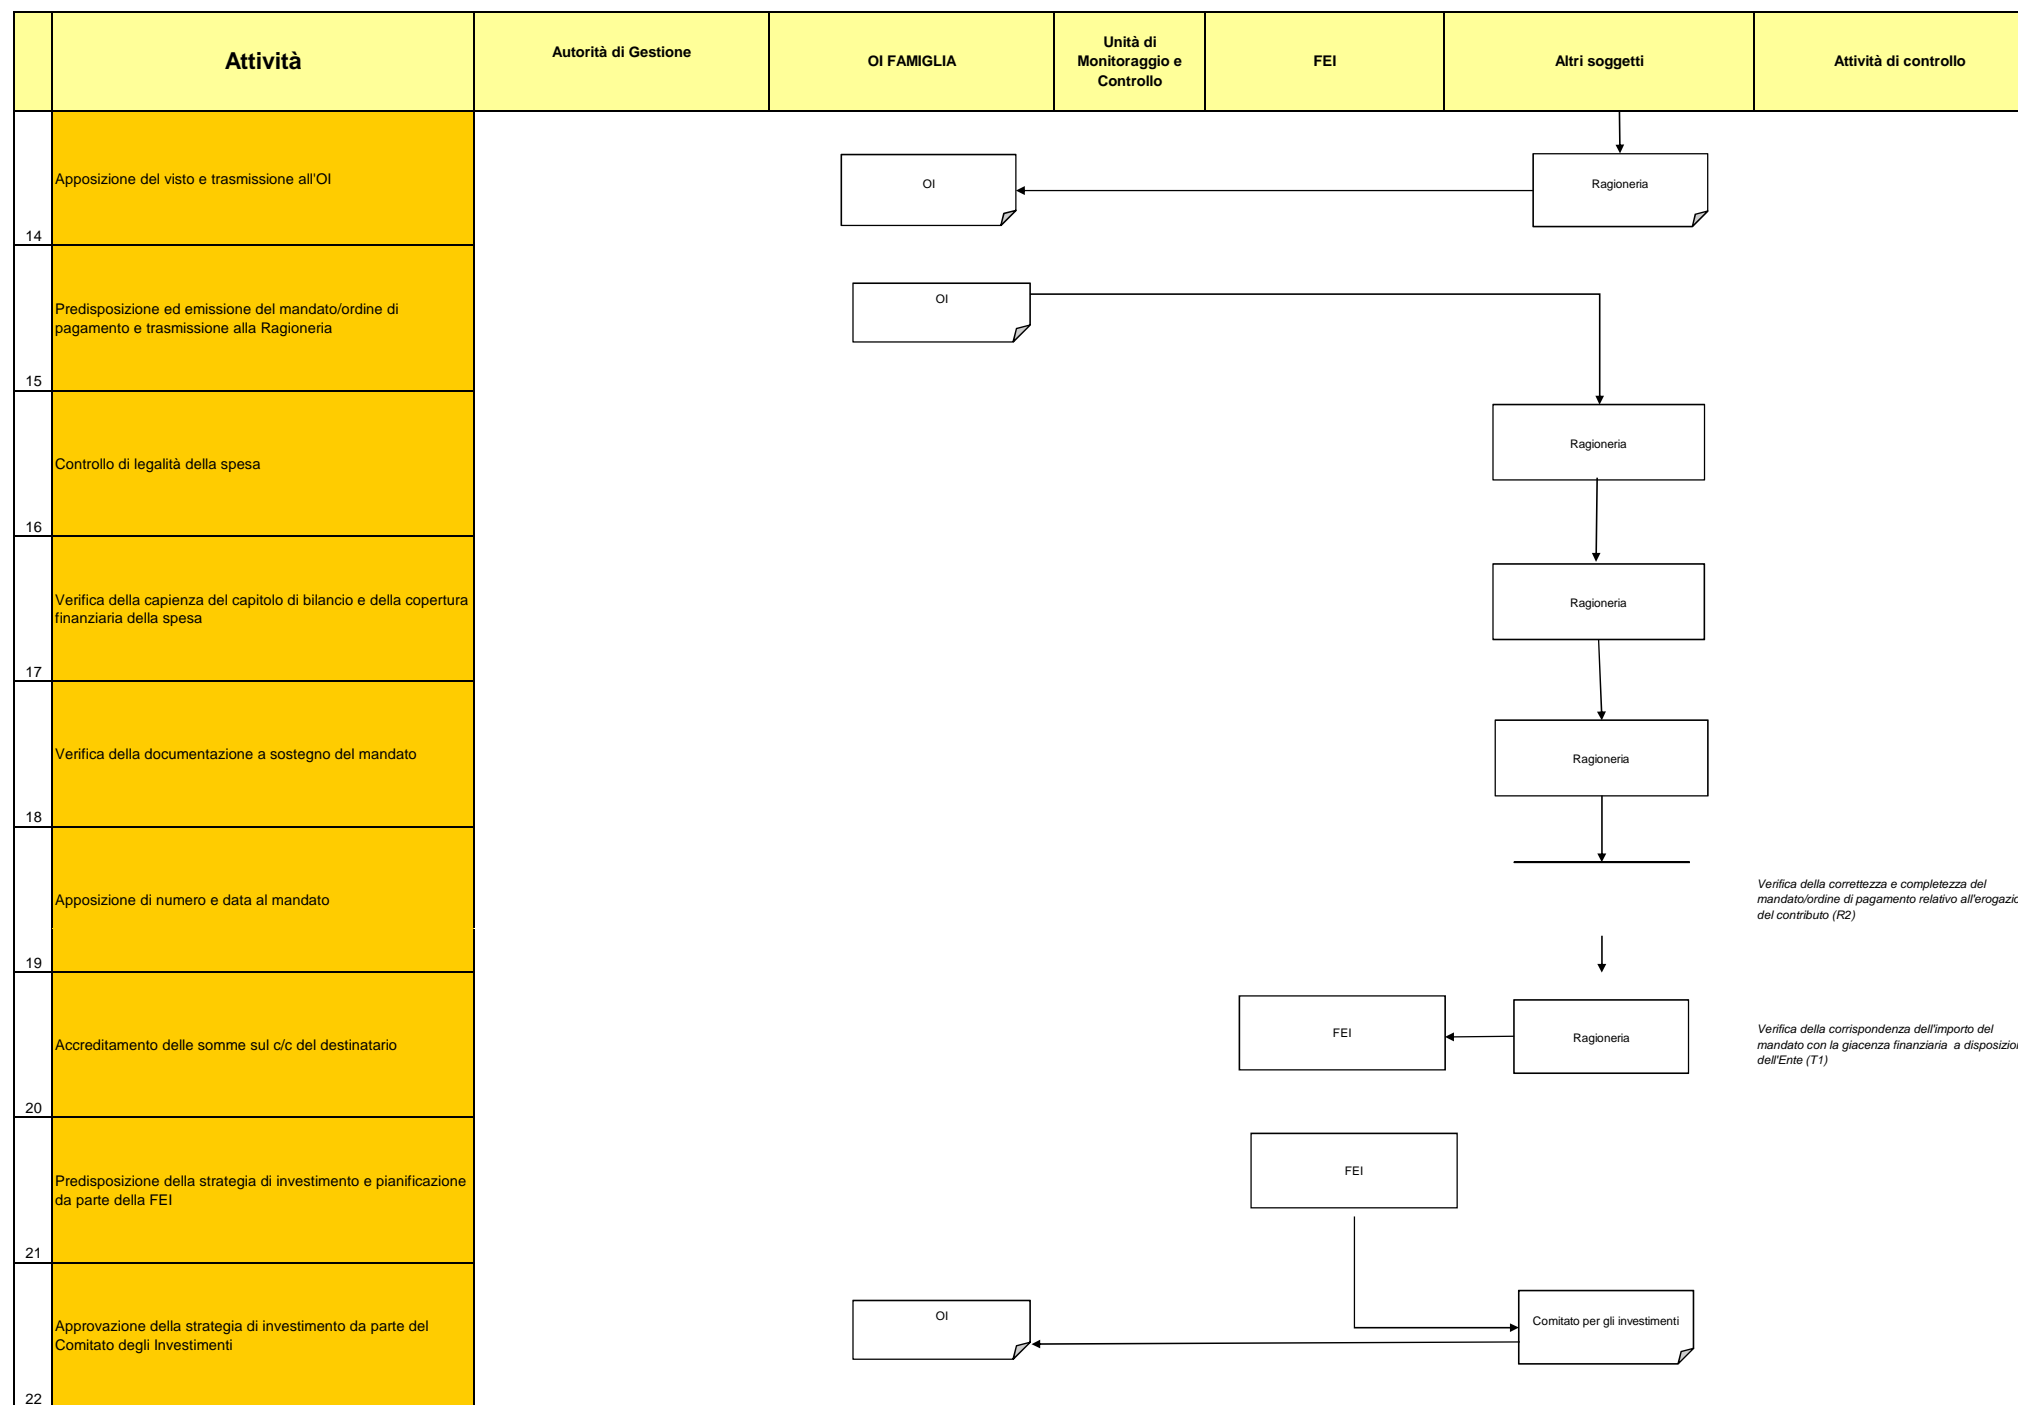 Attività
Autorità di Gestione
OI FAMIGLIA
Unità di
Monitoraggio e
Controllo
FEI
Altri soggetti
Attività di controllo
14
Apposizione del visto e trasmissione all'OI
OI
Ragioneria
15
Predisposizione ed emissione del mandato/ordine di
pagamento e trasmissione alla Ragioneria
OI
16
Controllo di legalità della spesa
Ragioneria
17
Verifica della capienza del capitolo di bilancio e della copertura
finanziaria della spesa
Ragioneria
18
Verifica della documentazione a sostegno del mandato
Ragioneria
19
Apposizione di numero e data al mandato
Verifica della correttezza e completezza del
mandato/ordine di pagamento relativo all'erogazio
del contributo (R2)
20
Accreditamento delle somme sul c/c del destinatario
FEI
Ragioneria
Verifica della corrispondenza dell'importo del
mandato con la giacenza finanziaria a disposizion
dell'Ente (T1)
21
Predisposizione della strategia di investimento e pianificazione
da parte della FEI
FEI
22
Approvazione della strategia di investimento da parte del
Comitato degli Investimenti
OI
Comitato per gli investimenti